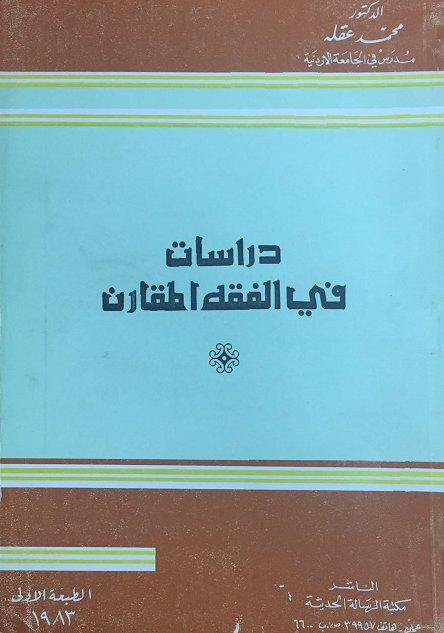 الدكتور
محمد عقله
مدرس في الجامعة الاردنية
دراسات
في الفقه المقارن
الطبعة الاولى
١٩٨٣
الناشر
مكتبة الرسالة الحديثة
عمان، هاتف ٣٩٩٥٧ ص.ب ٦٦٠٠